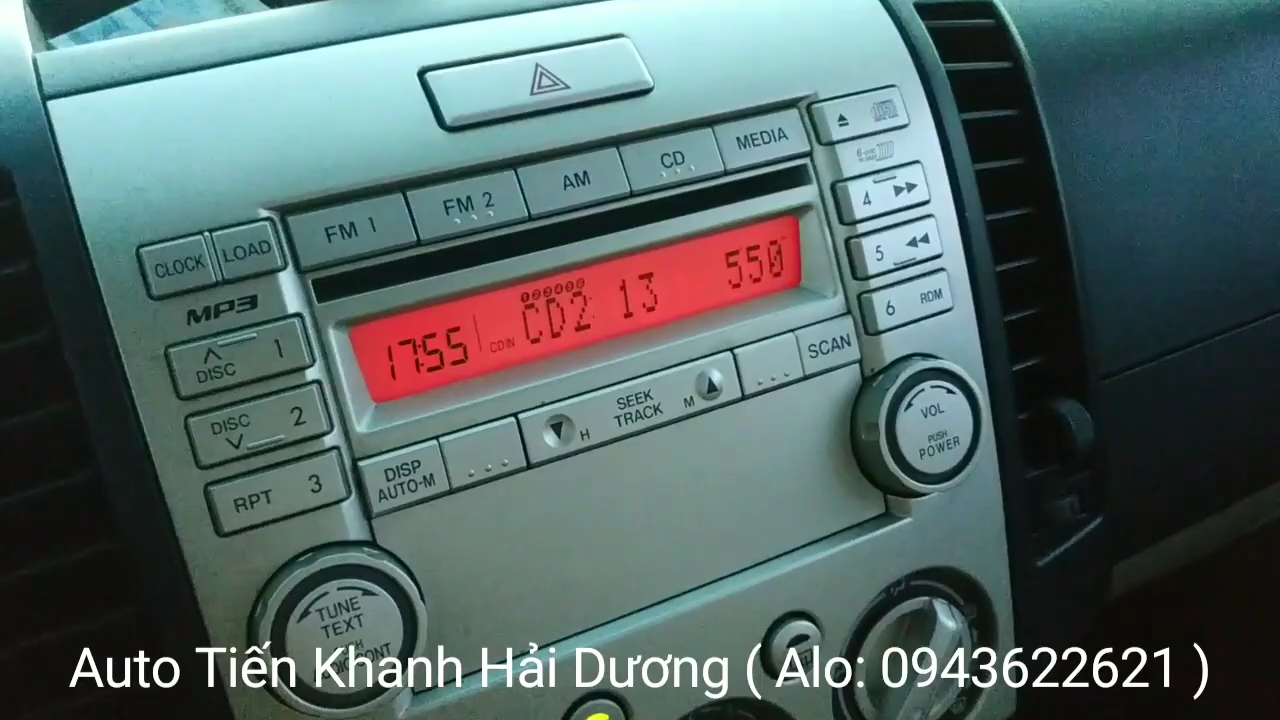 MEDIA
CD
AM
FM 2
FM 1
CLOCK
LOAD
MP3
4
5
6 RDM
17:55 CD IN CD2 13 550
DISC 1
DISC 2
RPT 3
SCAN
SEEK
TRACK
H
M
DISP
AUTO-M
VOL
PUSH
POWER
TUNE
TEXT
Auto Tiến Khanh Hải Dương ( Alo: 0943622621 )